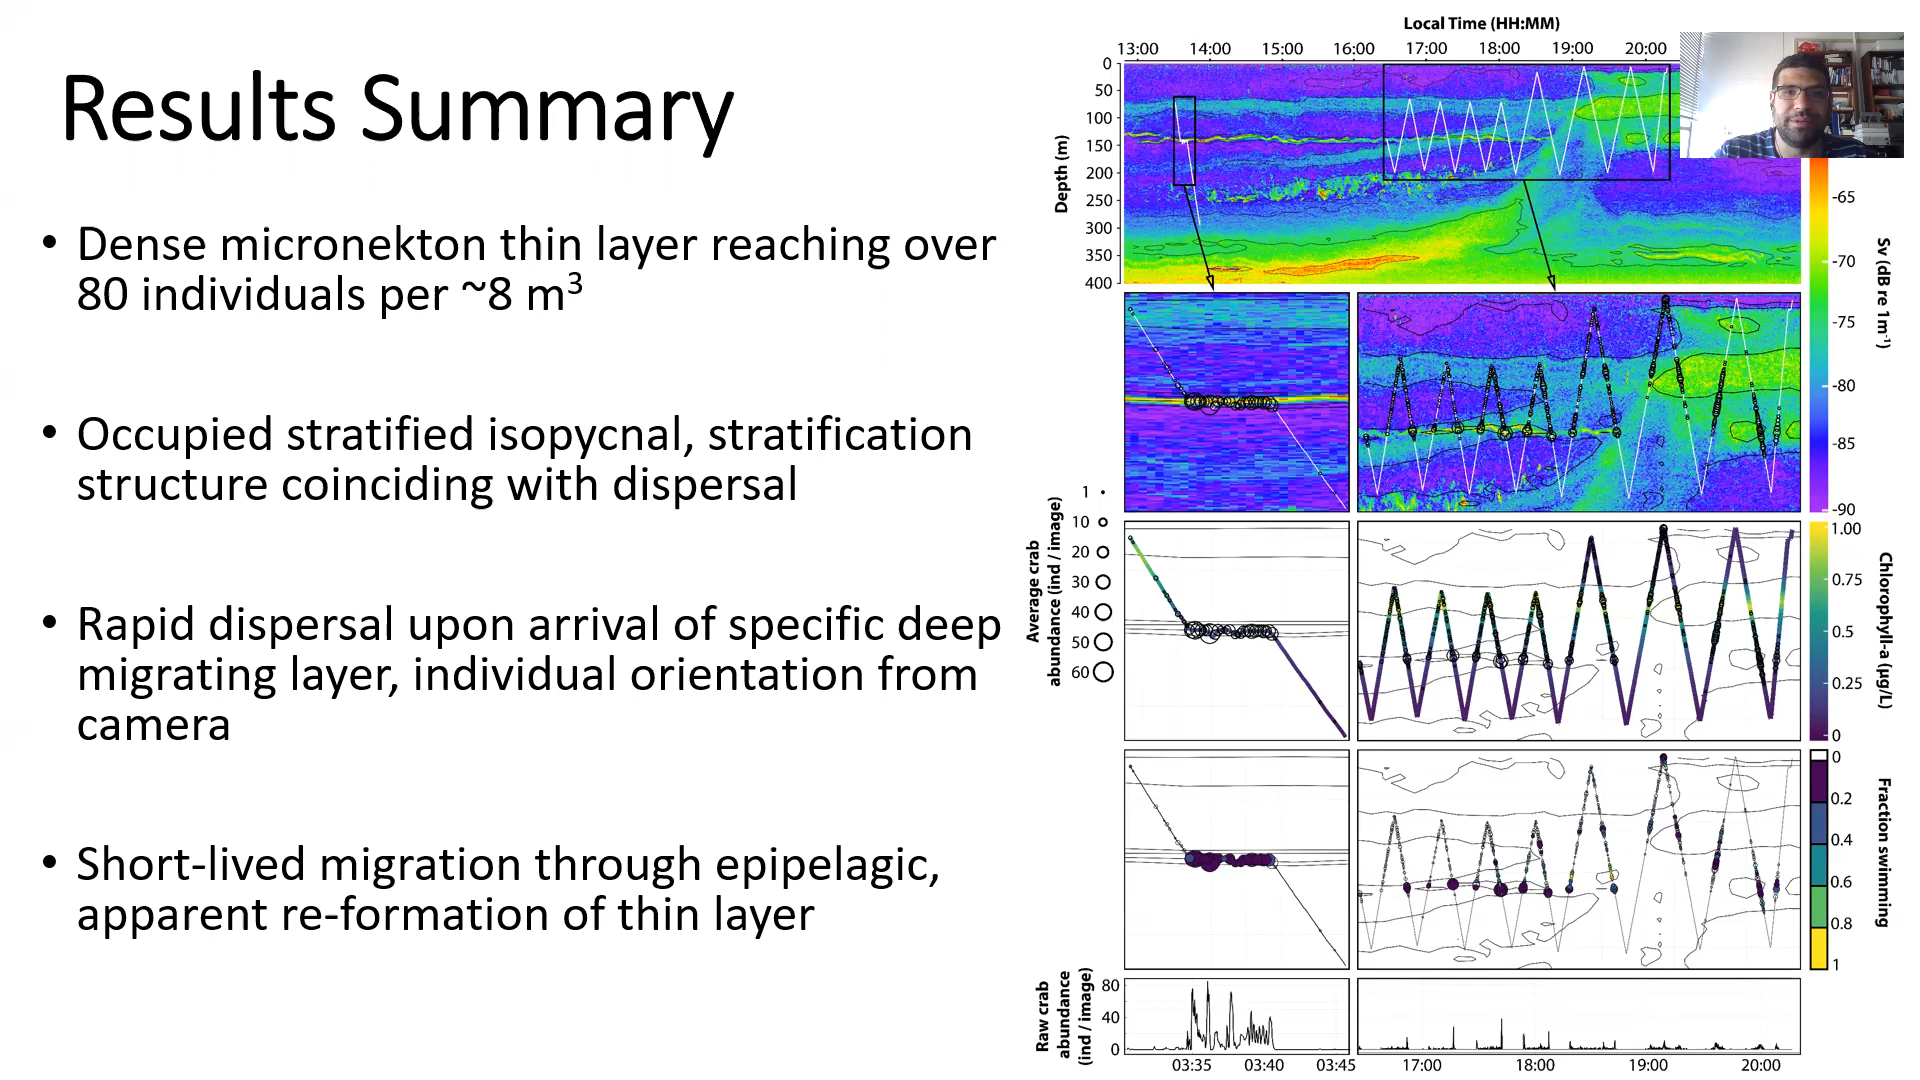 Results Summary
• Dense micronekton thin layer reaching over
80 individuals per ~8 m³
• Occupied stratified isopycnal, stratification
structure coinciding with dispersal
• Rapid dispersal upon arrival of specific deep
migrating layer, individual orientation from
camera
• Short-lived migration through epipelagic,
apparent re-formation of thin layer
Local Time (HH:MM)
13:00 14:00 15:00 16:00 17:00 18:00 19:00 20:00
Depth (m)
0
50
100
150
200
250
300
350
400
-65
-70
-75
-80
-85
-90
Sv (dB re 1m⁻¹)
Average crab
abundance (ind / image)
1
10
20
30
40
50
60
1.00
0.75
0.5
0.25
0
Chlorophyll-a (µg/L)
0
0.2
0.4
0.6
0.8
1
Fraction swimming
Raw crab
abundance
(ind / image)
80
40
0
03:35 03:40 03:45 17:00 18:00 19:00 20:00